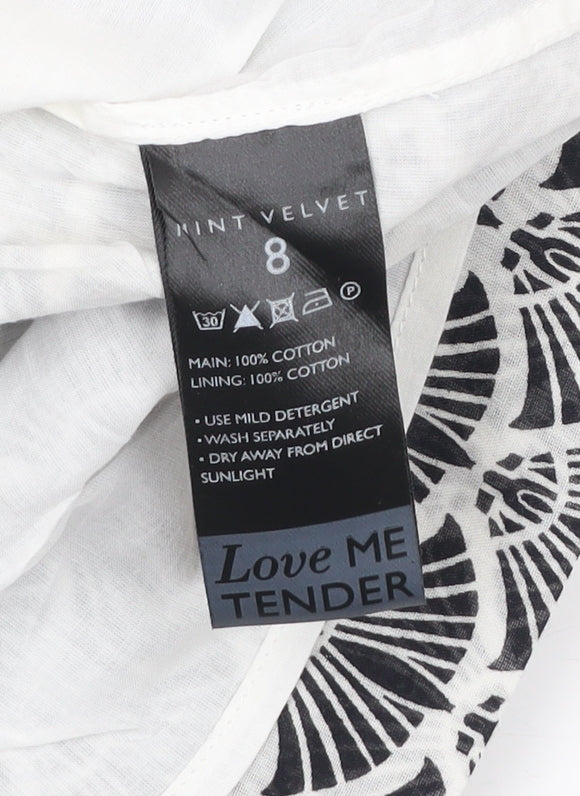 MINT VELVET
8
30 P
MAIN: 100% COTTON
LINING: 100% COTTON
• USE MILD DETERGENT
• WASH SEPARATELY
• DRY AWAY FROM DIRECT
SUNLIGHT
Love ME
TENDER